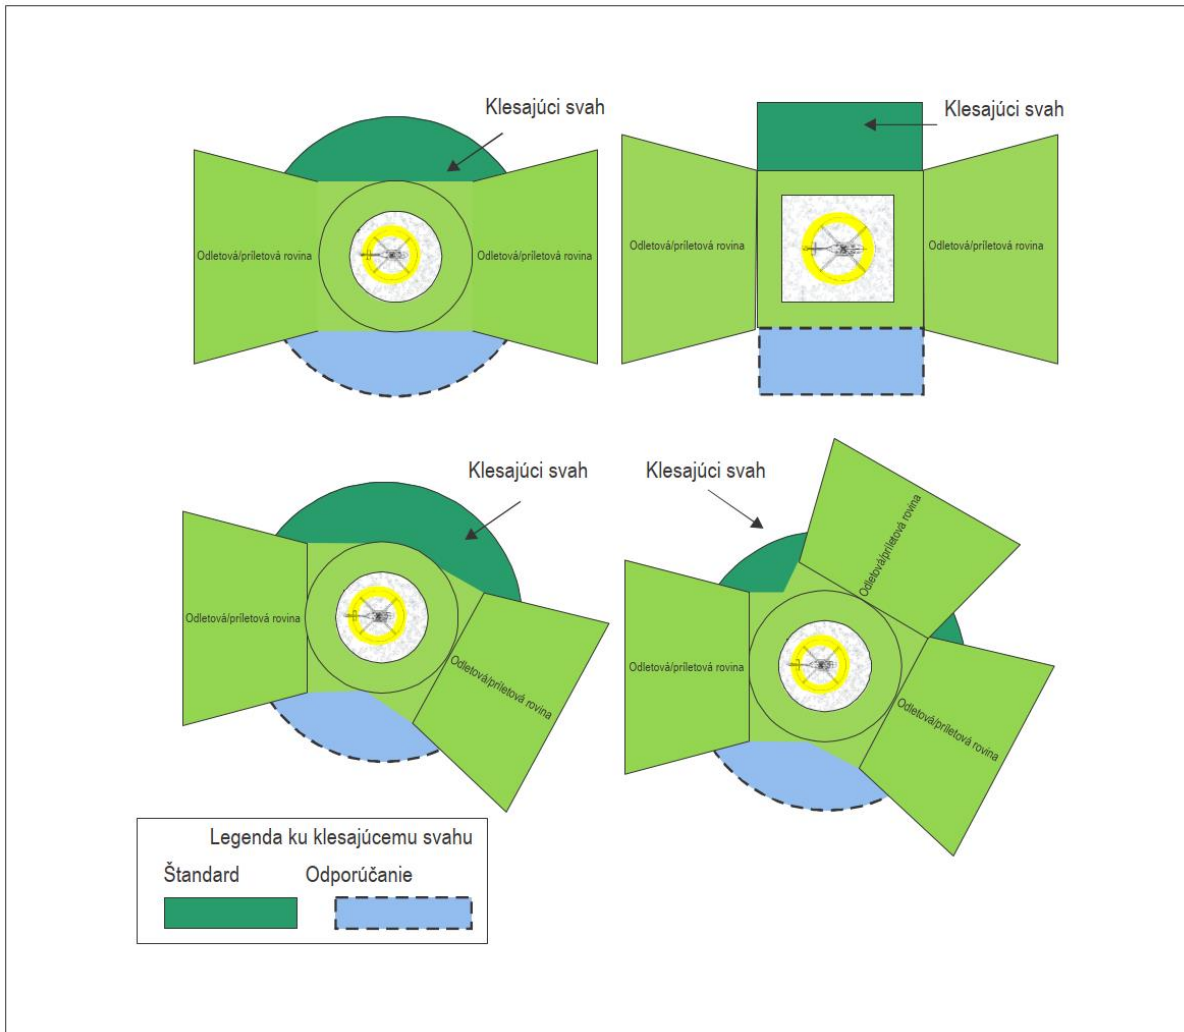 Klesajúci svah
Klesajúci svah
Odletová/príletová rovina
Odletová/príletová rovina
Odletová/príletová rovina
Odletová/príletová rovina
Klesajúci svah
Klesajúci svah
Odletová/príletová rovina
Odletová/príletová rovina
Odletová/príletová rovina
Odletová/príletová rovina
Odletová/príletová rovina
Legenda ku klesajúcemu svahu
Štandard
Odporúčanie